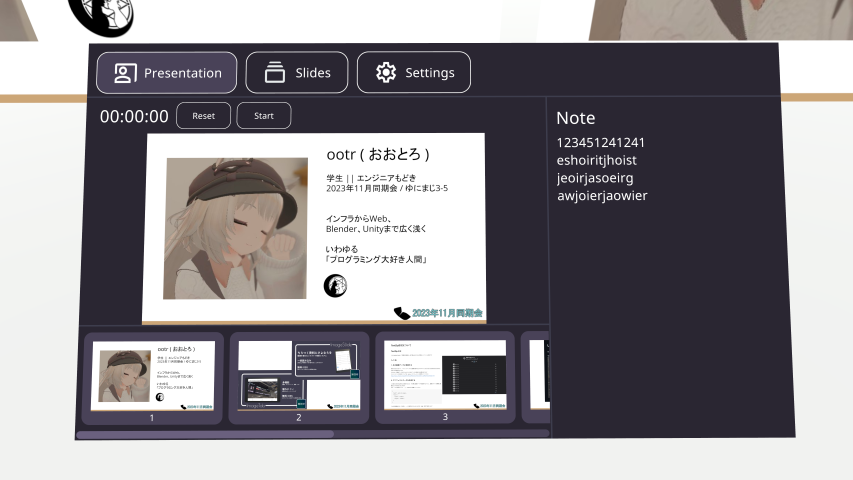 Presentation
Slides
Settings
00:00:00
Reset
Start
ootr ( おおとろ )
学生 || エンジニアもどき
2023年11月同期会 / ゆにまじ3-5
インフラからWeb、
Blender、Unityまで広く浅く
いわゆる
「プログラミング大好き人間」
2023年11月同期会
Note
123451241241
eshoiritjhoist
jeoirjasoeirg
awjoierjaowier
ootr ( おおとろ )
1
2
3